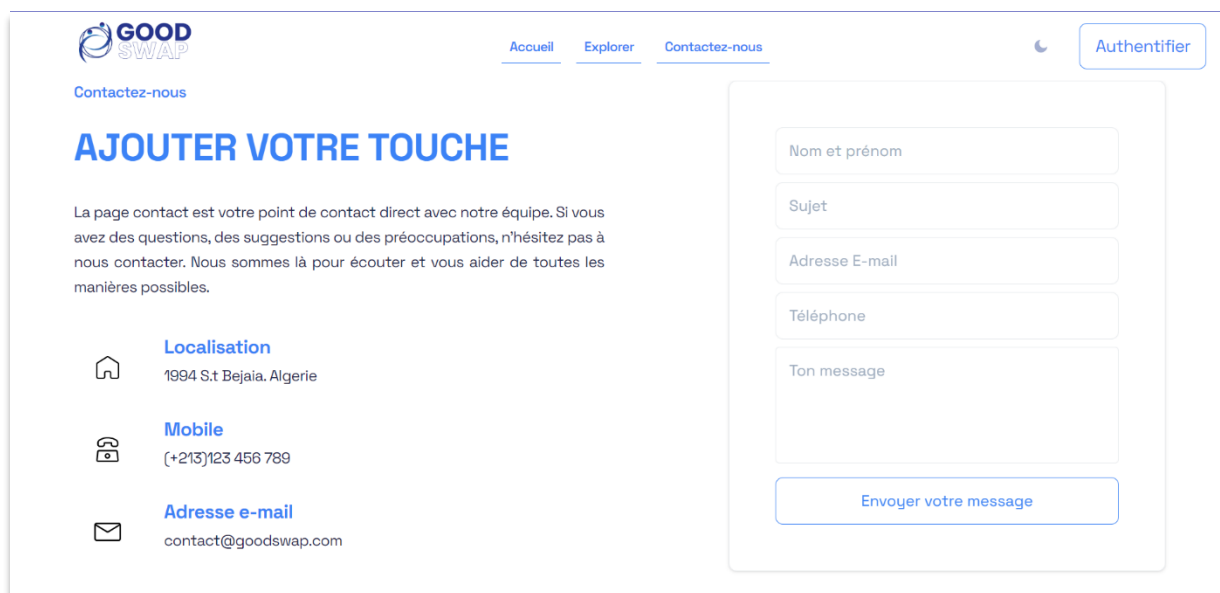 GOOD
SWAP
Accueil
Explorer
Contactez-nous
Authentifier
Contactez-nous
AJOUTER VOTRE TOUCHE
La page contact est votre point de contact direct avec notre équipe. Si vous
avez des questions, des suggestions ou des préoccupations, n'hésitez pas à
nous contacter. Nous sommes là pour écouter et vous aider de toutes les
manières possibles.
Localisation
1994 S.t Bejaia. Algerie
Mobile
(+213)123 456 789
Adresse e-mail
contact@goodswap.com
Nom et prénom
Sujet
Adresse E-mail
Téléphone
Ton message
Envoyer votre message